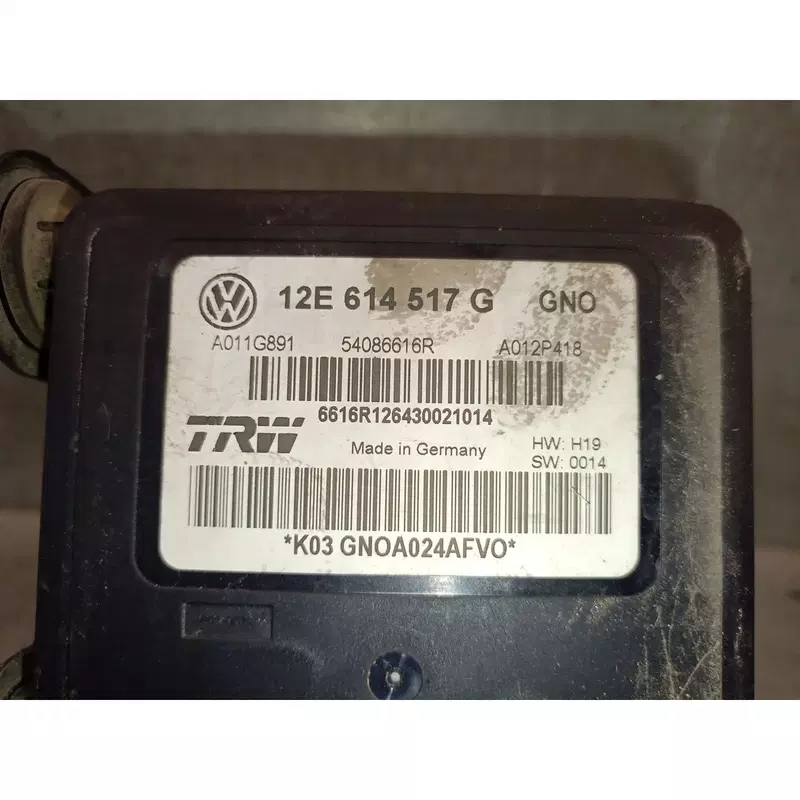 12E 614 517 G GNO
A011G891 54086616R A012P418
6616R126430021014
TRW Made in Germany HW: H19
SW: 0014
*K03 GNOA024AFVO*